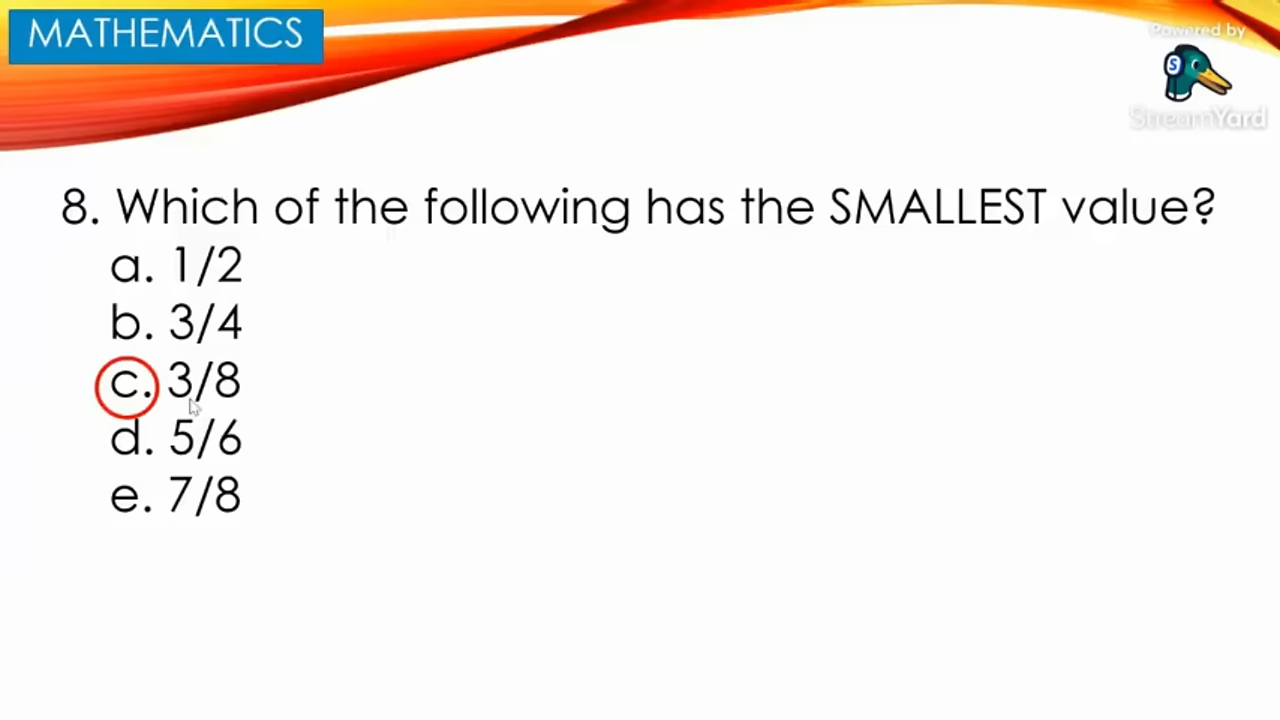 MATHEMATICS
Powered by
S
StreamYard
8. Which of the following has the SMALLEST value?
a. 1/2
b. 3/4
c. 3/8
d. 5/6
e. 7/8